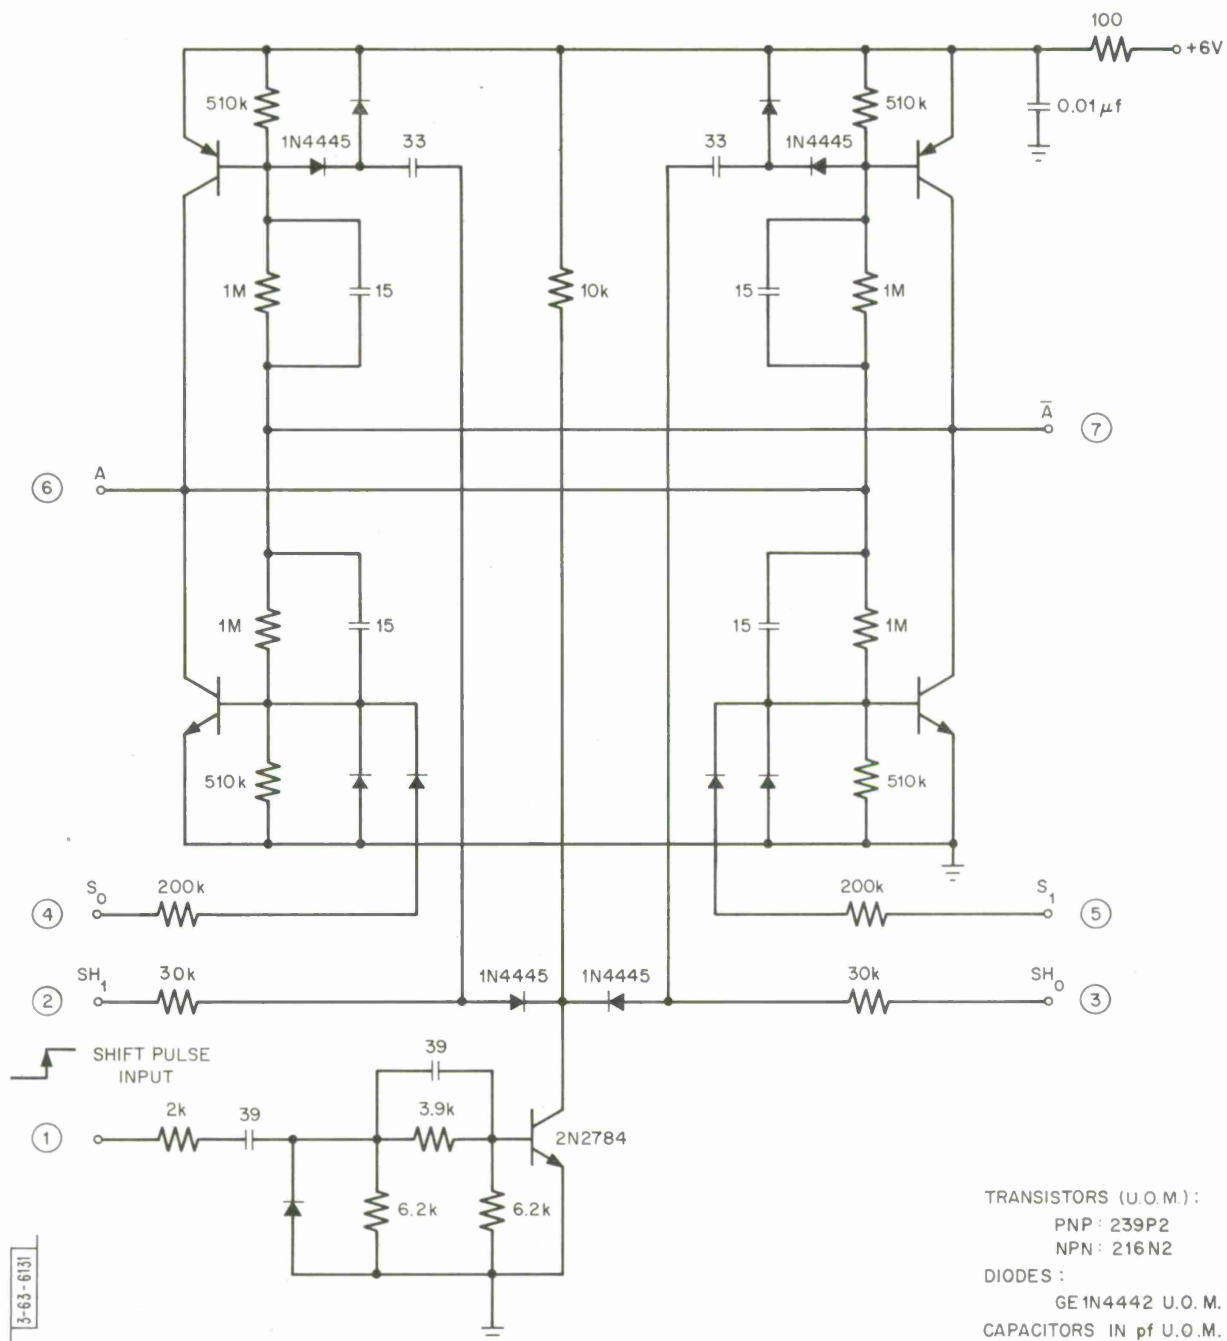 100
+6V
510k
510k
0.01 µf
1N4445
33
33
1N4445
1M
15
10k
15
1M
A̅
7
A
6
1M
15
15
1M
510k
510k
S0
200k
200k
S1
4
5
SH1
30k
1N4445
1N4445
30k
SH0
2
3
SHIFT PULSE
INPUT
39
2k
39
3.9k
1
2N2784
6.2k
6.2k
TRANSISTORS (U.O.M.):
PNP: 239P2
NPN: 216N2
DIODES:
GE1N4442 U.O.M.
CAPACITORS IN pf U.O.M.
3-63-6131